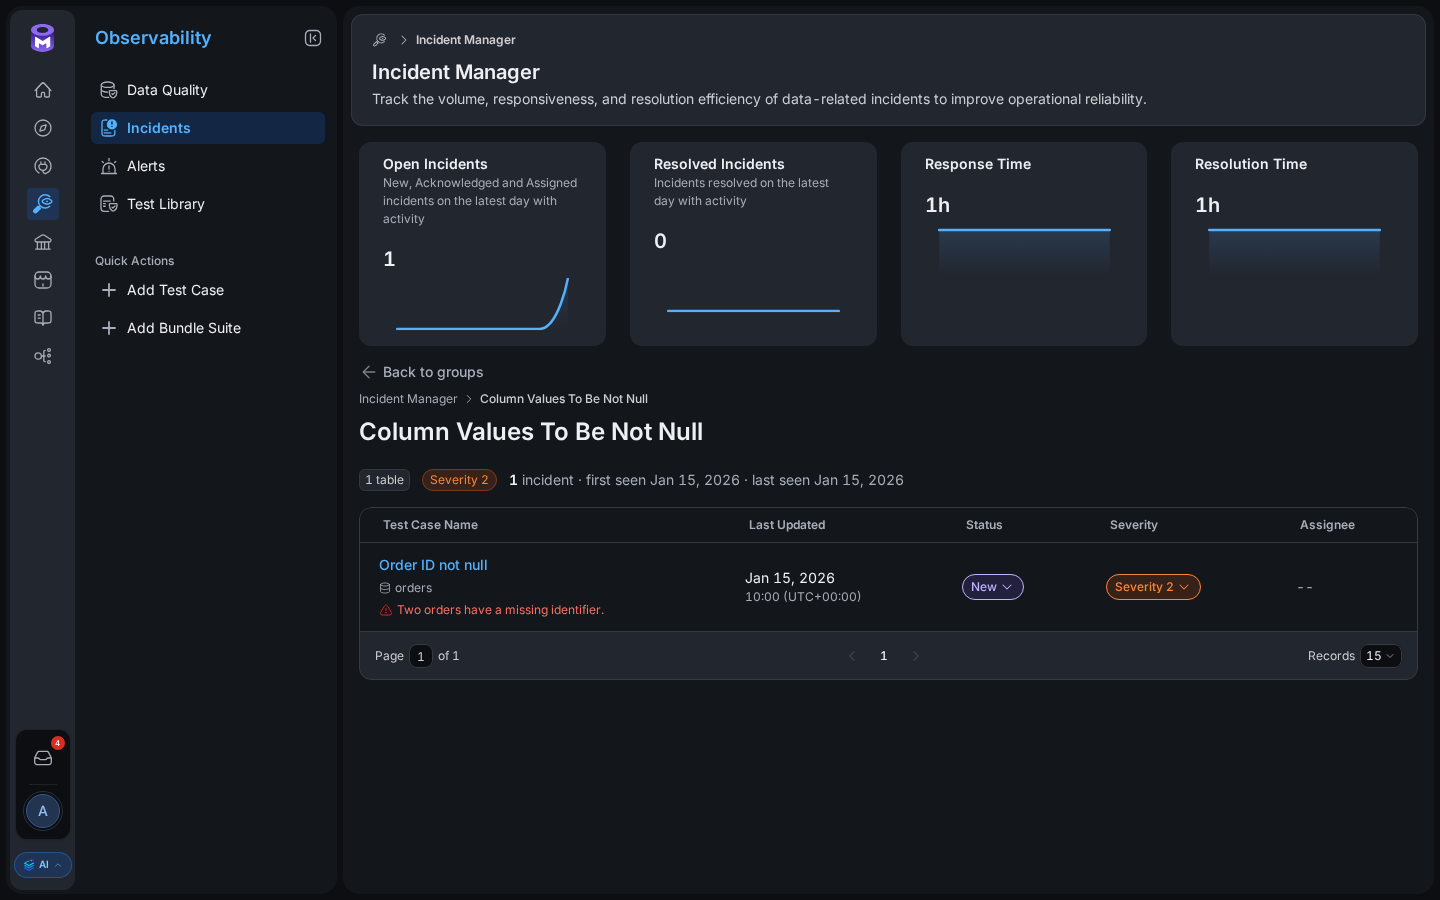 Observability
Data Quality
Incidents
Alerts
Test Library
Quick Actions
Add Test Case
Add Bundle Suite
4
A
AI
Incident Manager
Incident Manager
Track the volume, responsiveness, and resolution efficiency of data-related incidents to improve operational reliability.
Open Incidents
New, Acknowledged and Assigned
incidents on the latest day with
activity
1
Resolved Incidents
Incidents resolved on the latest
day with activity
0
Response Time
1h
Resolution Time
1h
Back to groups
Incident Manager > Column Values To Be Not Null
Column Values To Be Not Null
1 table Severity 2 1 incident · first seen Jan 15, 2026 · last seen Jan 15, 2026
Test Case Name Last Updated Status Severity Assignee
Order ID not null
orders
Two orders have a missing identifier.
Jan 15, 2026
10:00 (UTC+00:00)
New
Severity 2
--
Page 1 of 1
1
Records 15